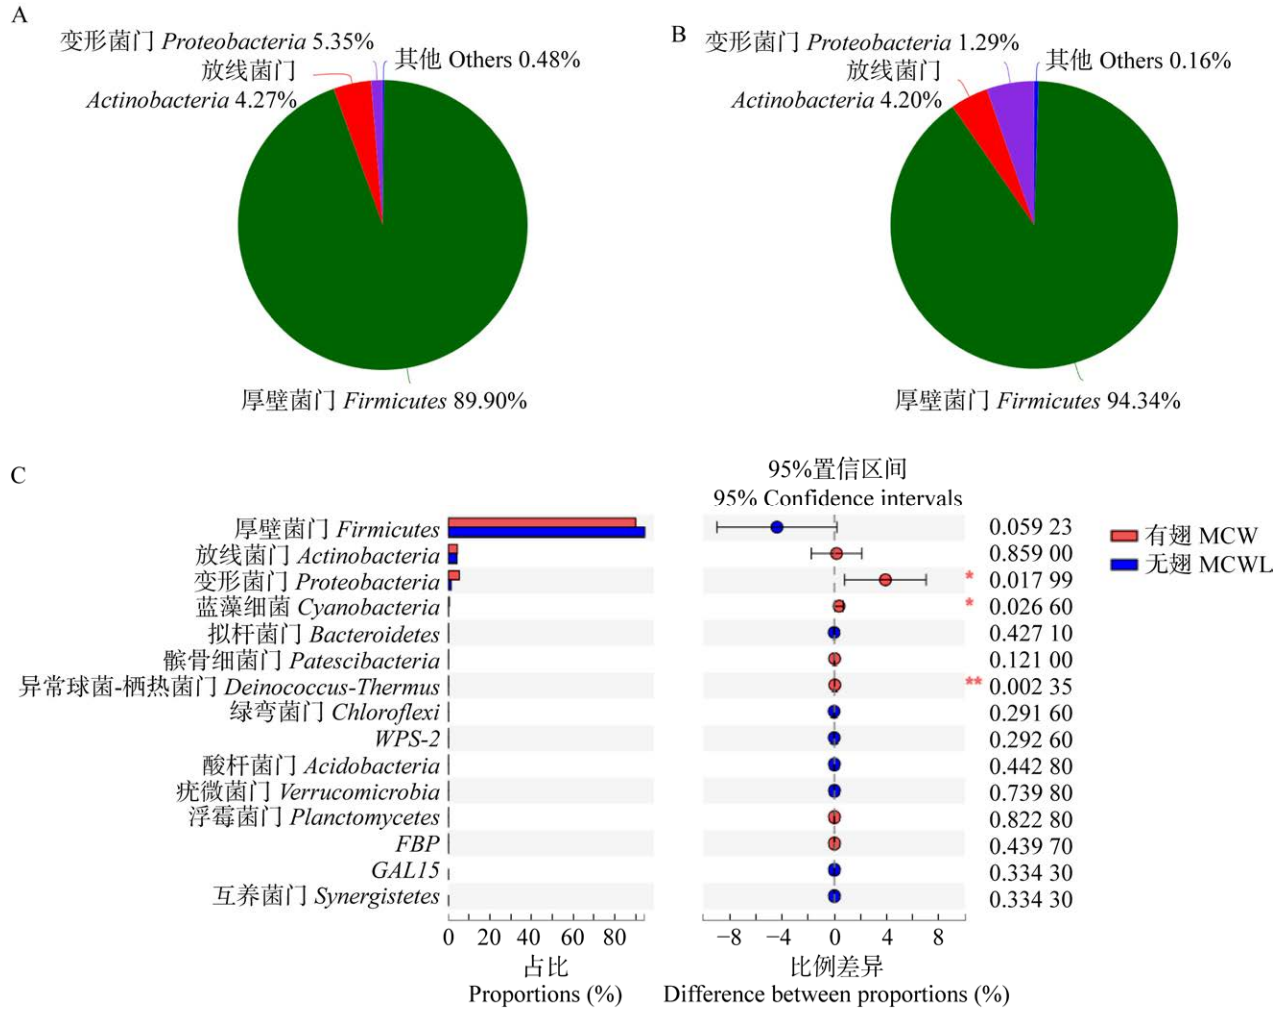 A
变形菌门 Proteobacteria 5.35%
放线菌门
Actinobacteria 4.27%
其他 Others 0.48%
厚壁菌门 Firmicutes 89.90%
B
变形菌门 Proteobacteria 1.29%
放线菌门
Actinobacteria 4.20%
其他 Others 0.16%
厚壁菌门 Firmicutes 94.34%
C
95%置信区间
95% Confidence intervals
厚壁菌门 Firmicutes 0.059 23
放线菌门 Actinobacteria 0.859 00
变形菌门 Proteobacteria * 0.017 99
蓝藻细菌 Cyanobacteria * 0.026 60
拟杆菌门 Bacteroidetes 0.427 10
髌骨细菌门 Patescibacteria 0.121 00
异常球菌-栖热菌门 Deinococcus-Thermus ** 0.002 35
绿弯菌门 Chloroflexi 0.291 60
WPS-2 0.292 60
酸杆菌门 Acidobacteria 0.442 80
疣微菌门 Verrucomicrobia 0.739 80
浮霉菌门 Planctomycetes 0.822 80
FBP 0.439 70
GAL15 0.334 30
互养菌门 Synergistetes 0.334 30
有翅 MCW
无翅 MCWL
0 20 40 60 80
占比
Proportions (%)
−8 −4 0 4 8
比例差异
Difference between proportions (%)